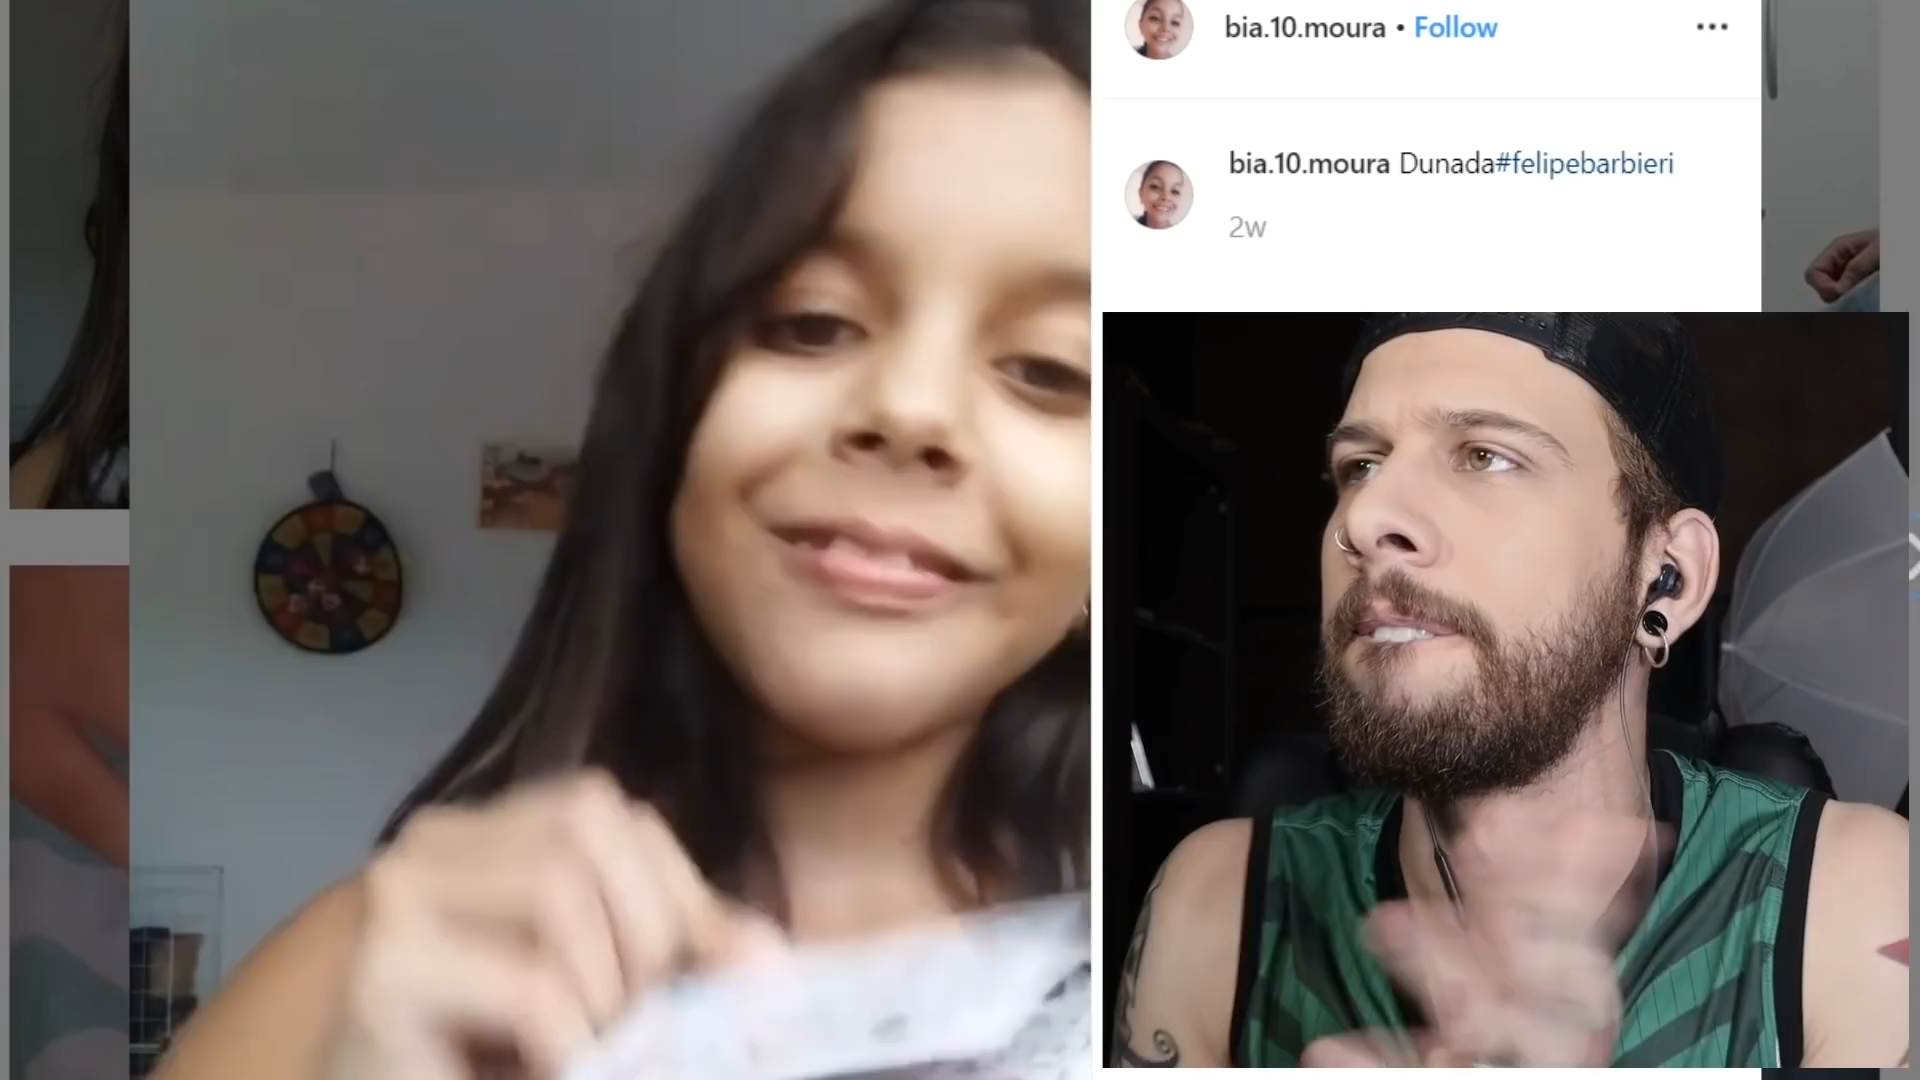 bia.10.moura • Follow
bia.10.moura Dunada#felipebarbieri
2w